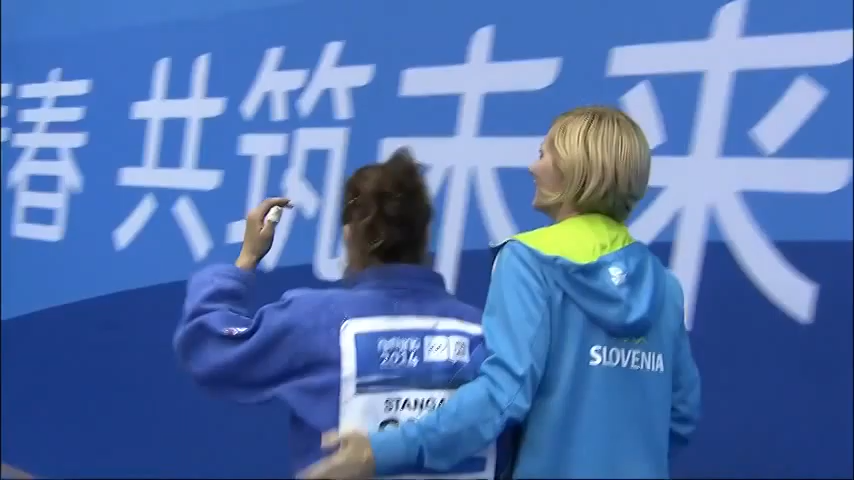 春 共筑未来
nanjing
2014
STANGA
SLOVENIA